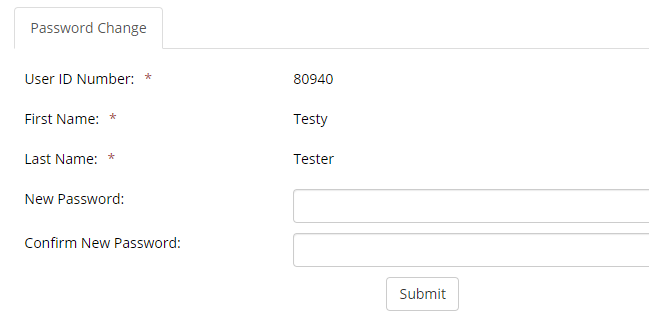 Password Change
User ID Number: * 80940
First Name: * Testy
Last Name: * Tester
New Password:
Confirm New Password:
Submit